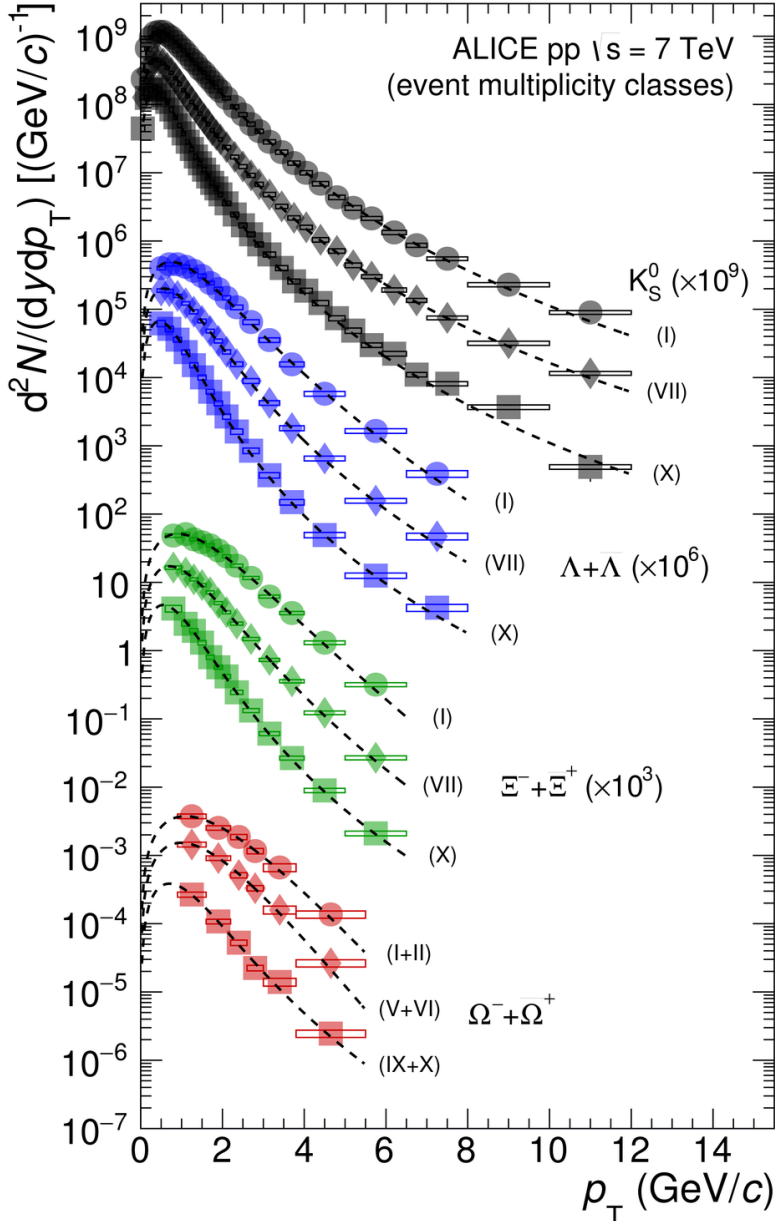 ALICE pp √s = 7 TeV
(event multiplicity classes)
d²N/(dydp_T) [(GeV/c)⁻¹]
10⁹
10⁸
10⁷
10⁶
10⁵
10⁴
10³
10²
10
1
10⁻¹
10⁻²
10⁻³
10⁻⁴
10⁻⁵
10⁻⁶
10⁻⁷
K⁰_S (×10⁹)
(I)
(VII)
(X)
(I)
(VII)
Λ+Λ̅ (×10⁶)
(X)
(I)
(VII)
Ξ⁻+Ξ̅⁺ (×10³)
(X)
(I+II)
(V+VI)
Ω⁻+Ω̅⁺
(IX+X)
0 2 4 6 8 10 12 14
p_T (GeV/c)